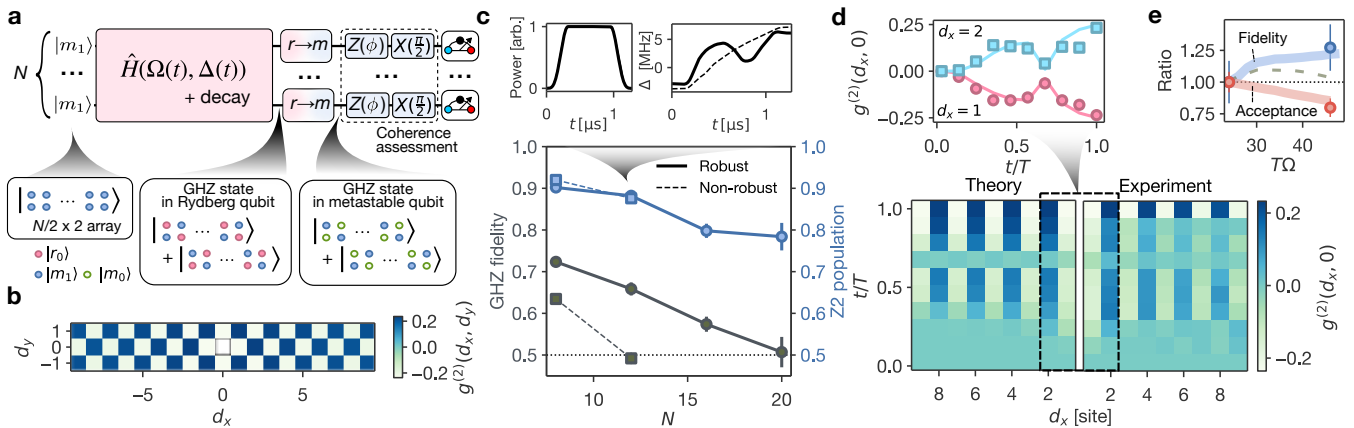 a
N
|m₁⟩
...
|m₁⟩
Ĥ(Ω(t), Δ(t))
+ decay
r→m
...
r→m
Z(ϕ) X(π/2)
...
Z(ϕ) X(π/2)
...
Coherence
assessment
N/2 x 2 array
|r₀⟩
|m₁⟩ |m₀⟩
GHZ state
in Rydberg qubit
...
+
...
GHZ state
in metastable qubit
...
+
...
b
d_y
1
0
−1
−5 0 5
d_x
0.2
0.0
−0.2
g⁽²⁾(d_x, d_y)
c
Power [arb.]
1
0
0 1
t [µs]
Δ [MHz]
5
0
0 1
t [µs]
Robust
Non-robust
GHZ fidelity
1.0
0.9
0.8
0.7
0.6
0.5
1.0
0.9
0.8
0.7
0.6
0.5
Z2 population
8 10 12 14 16 18 20
N
d
g⁽²⁾(d_x, 0)
0.25
0.00
−0.25
d_x = 2
d_x = 1
0.0 0.5 1.0
t/T
Theory Experiment
t/T
1.0
0.5
0.0
8 6 4 2 2 4 6 8
d_x [site]
0.2
0.0
−0.2
g⁽²⁾(d_x, 0)
e
Ratio
1.25
1.00
0.75
Fidelity
Acceptance
30 40
TΩ